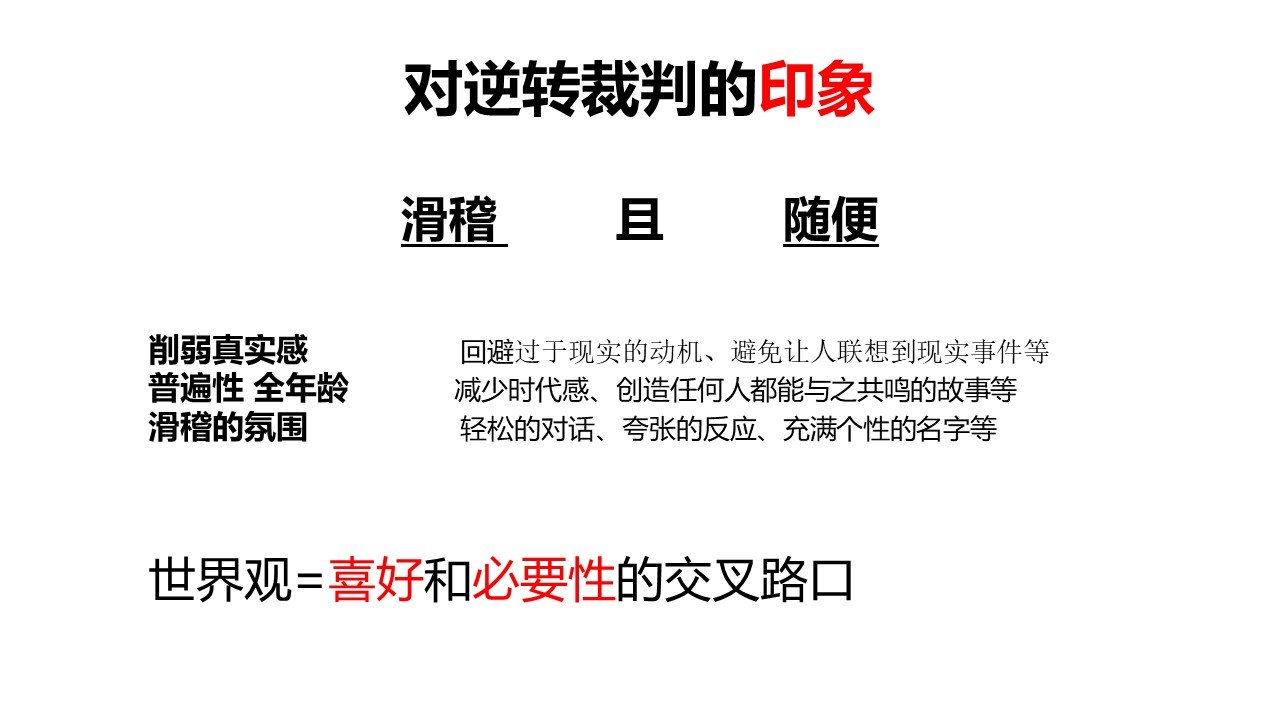 对逆转裁判的印象
滑稽 且 随便
削弱真实感 回避过于现实的动机、避免让人联想到现实事件等
普遍性 全年龄 减少时代感、创造任何人都能与之共鸣的故事等
滑稽的氛围 轻松的对话、夸张的反应、充满个性的名字等
世界观=喜好和必要性的交叉路口